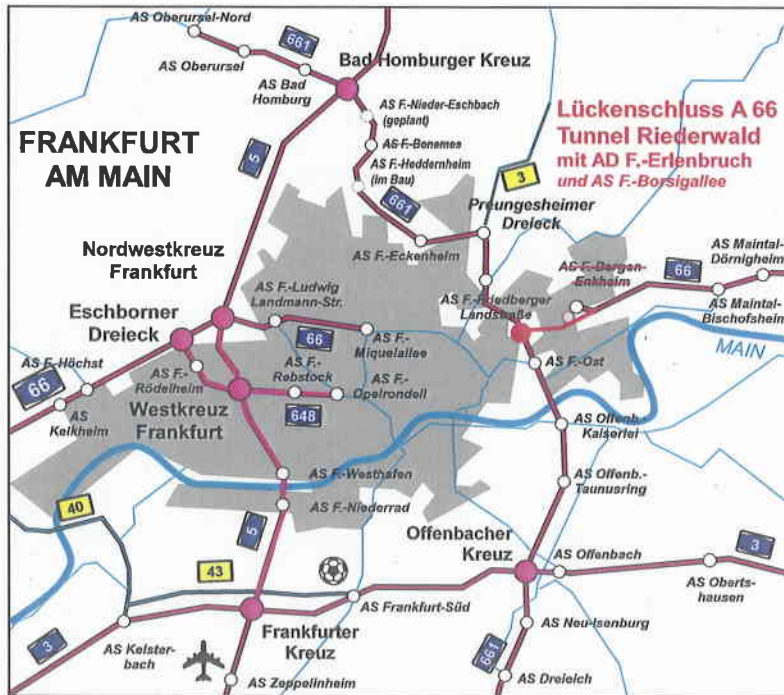 AS Oberursel-Nord
661
AS Oberursel
AS Bad
Homburg
Bad Homburger Kreuz
AS F.-Nieder-Eschbach
(geplant)
AS F.-Bonames
AS F.-Heddernheim
(im Bau)
Lückenschluss A 66
Tunnel Riederwald
mit AD F.-Erlenbruch
und AS F.-Borsigallee
FRANKFURT
AM MAIN
5
3
661
Preungesheimer
Dreieck
Nordwestkreuz
Frankfurt
AS F.-Eckenheim
AS F.-Bergen-
Enkheim
66
AS Maintal-
Dörnigheim
AS F.-Ludwig
Landmann-Str.
AS F.-Friedberger
Landstraße
AS Maintal-
Bischofsheim
Eschborner
Dreieck
66
AS F.-
Miquelallee
MAIN
AS F.-Höchst
66
AS F.-
Rödelheim
AS F.-
Rebstock
AS F.-
Opelrondell
AS F.-Ost
AS
Kelkheim
Westkreuz
Frankfurt
648
AS Offenb.
Kaiserlei
AS F.-Westhafen
AS Offenb.-
Taunusring
40
AS F.-Niederrad
5
Offenbacher
Kreuz
43
AS Offenbach
3
AS Oberts-
hausen
AS Frankfurt-Süd
AS Neu-Isenburg
3
AS Kelster-
bach
Frankfurter
Kreuz
661
AS Zeppelinheim
AS Dreieich